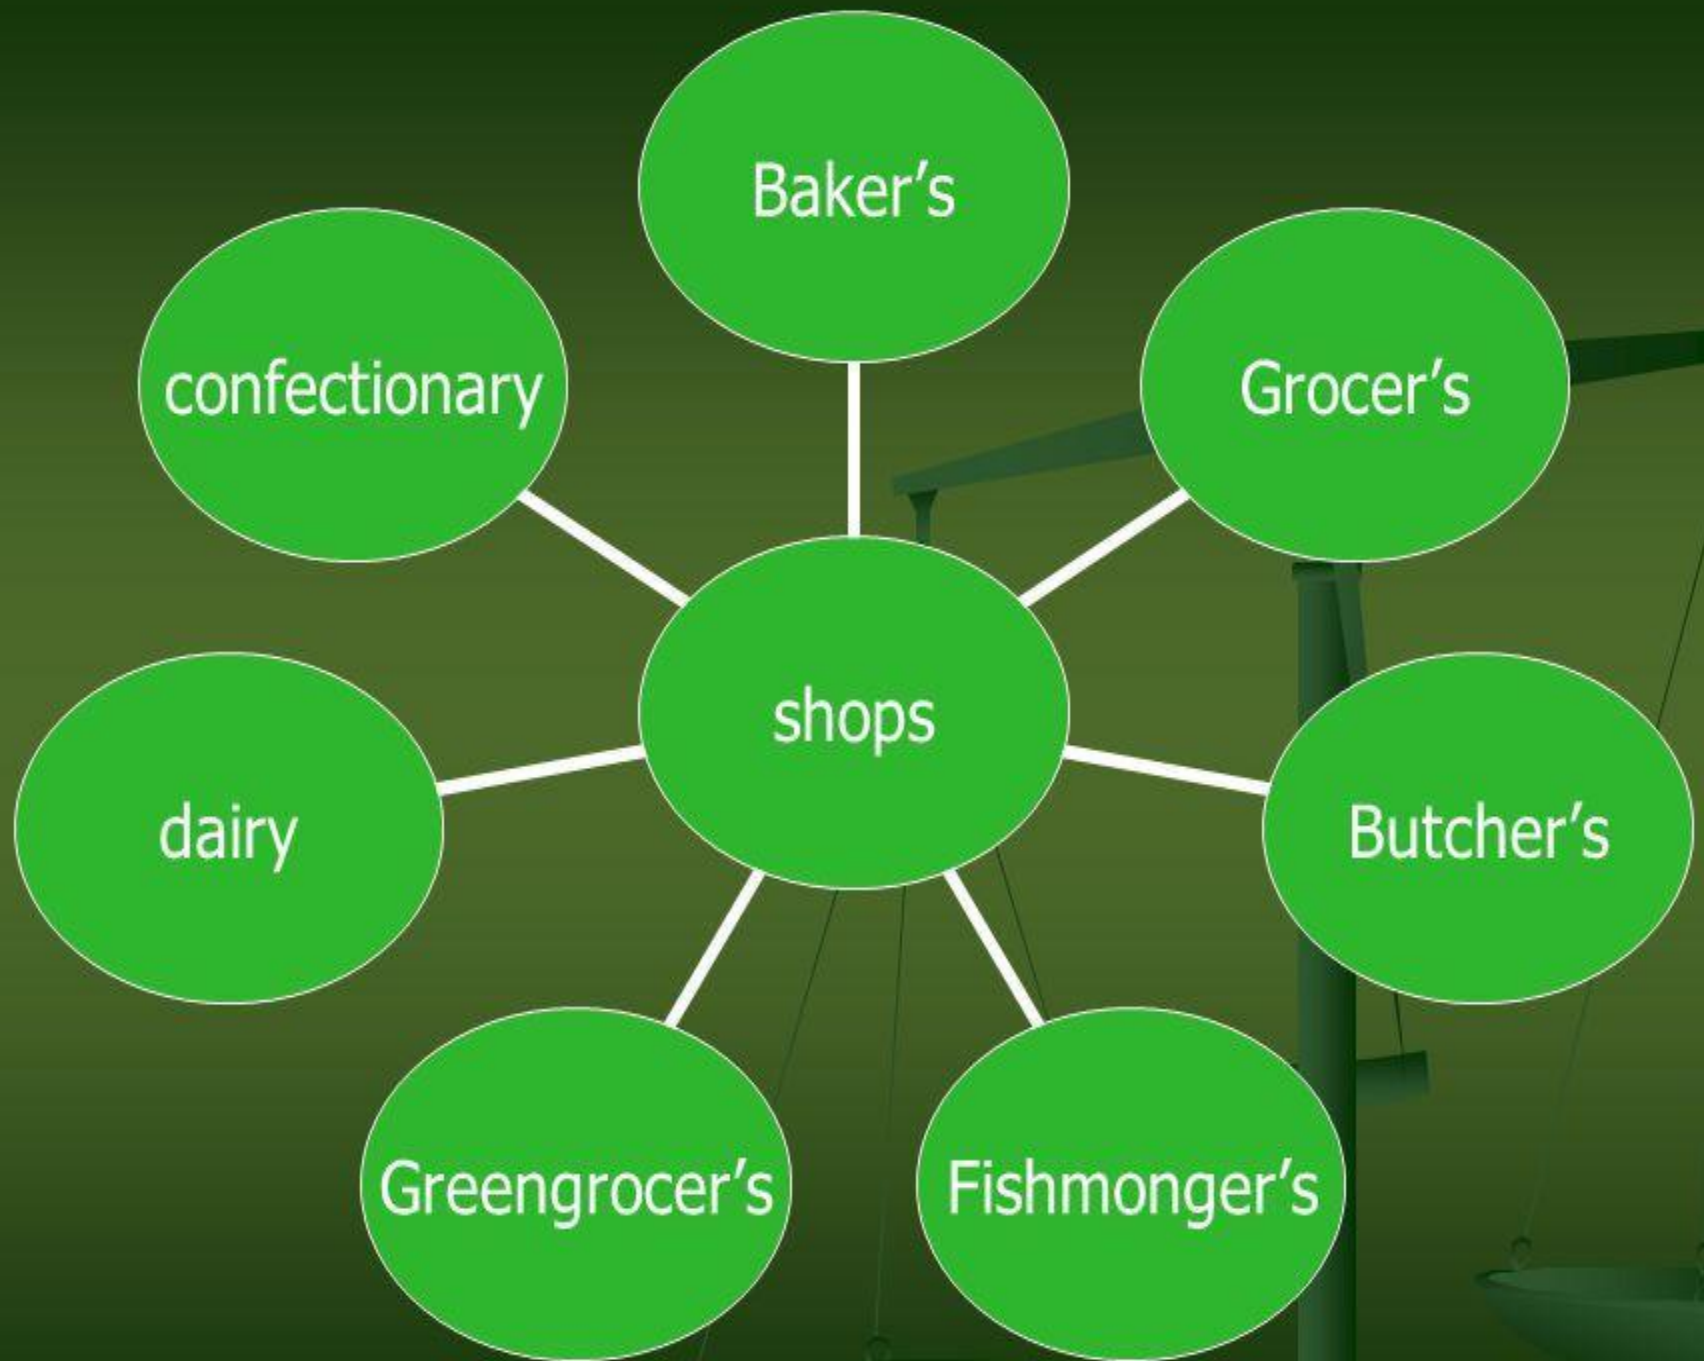 Baker’s
confectionary
Grocer’s
shops
dairy
Butcher’s
Greengrocer’s
Fishmonger’s